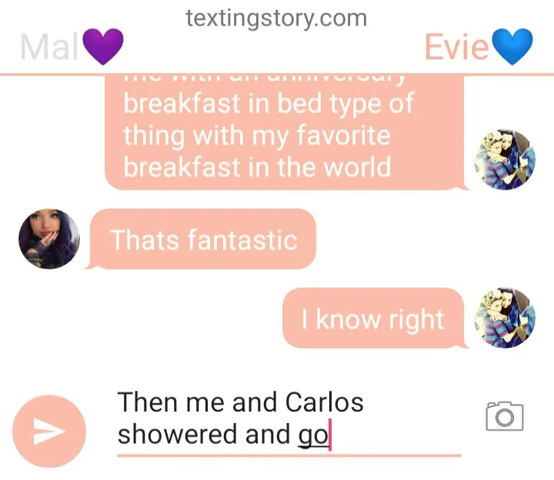 textingstory.com
Mal💜
Evie💙
breakfast in bed type of
thing with my favorite
breakfast in the world
Thats fantastic
I know right
Then me and Carlos
showered and go